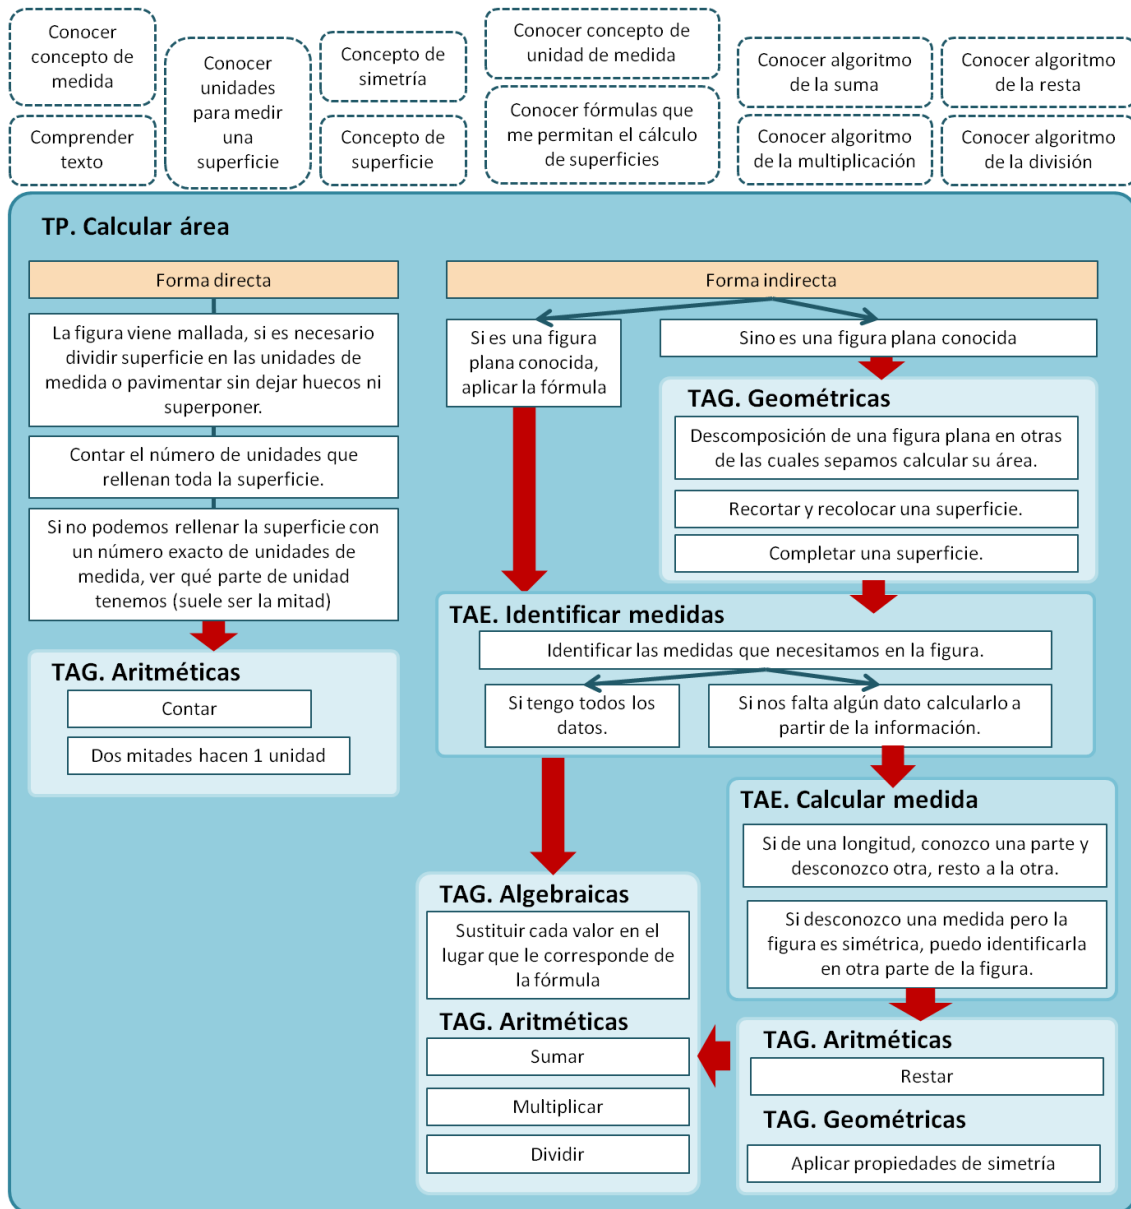 Conocer
concepto de
medida
Comprender
texto
Conocer
unidades
para medir
una
superficie
Concepto de
simetría
Concepto de
superficie
Conocer concepto de
unidad de medida
Conocer fórmulas que
me permitan el cálculo
de superficies
Conocer algoritmo
de la suma
Conocer algoritmo
de la multiplicación
Conocer algoritmo
de la resta
Conocer algoritmo
de la división
TP. Calcular área
Forma directa
La figura viene mallada, si es necesario
dividir superficie en las unidades de
medida o pavimentar sin dejar huecos ni
superponer.
Contar el número de unidades que
rellenan toda la superficie.
Si no podemos rellenar la superficie con
un número exacto de unidades de
medida, ver qué parte de unidad
tenemos (suele ser la mitad)
TAG. Aritméticas
Contar
Dos mitades hacen 1 unidad
Forma indirecta
Si es una figura
plana conocida,
aplicar la fórmula
Sino es una figura plana conocida
TAG. Geométricas
Descomposición de una figura plana en otras
de las cuales sepamos calcular su área.
Recortar y recolocar una superficie.
Completar una superficie.
TAE. Identificar medidas
Identificar las medidas que necesitamos en la figura.
Si tengo todos los
datos.
Si nos falta algún dato calcularlo a
partir de la información.
TAE. Calcular medida
Si de una longitud, conozco una parte y
desconozco otra, resto a la otra.
Si desconozco una medida pero la
figura es simétrica, puedo identificarla
en otra parte de la figura.
TAG. Algebraicas
Sustituir cada valor en el
lugar que le corresponde de
la fórmula
TAG. Aritméticas
Sumar
Multiplicar
Dividir
TAG. Aritméticas
Restar
TAG. Geométricas
Aplicar propiedades de simetría